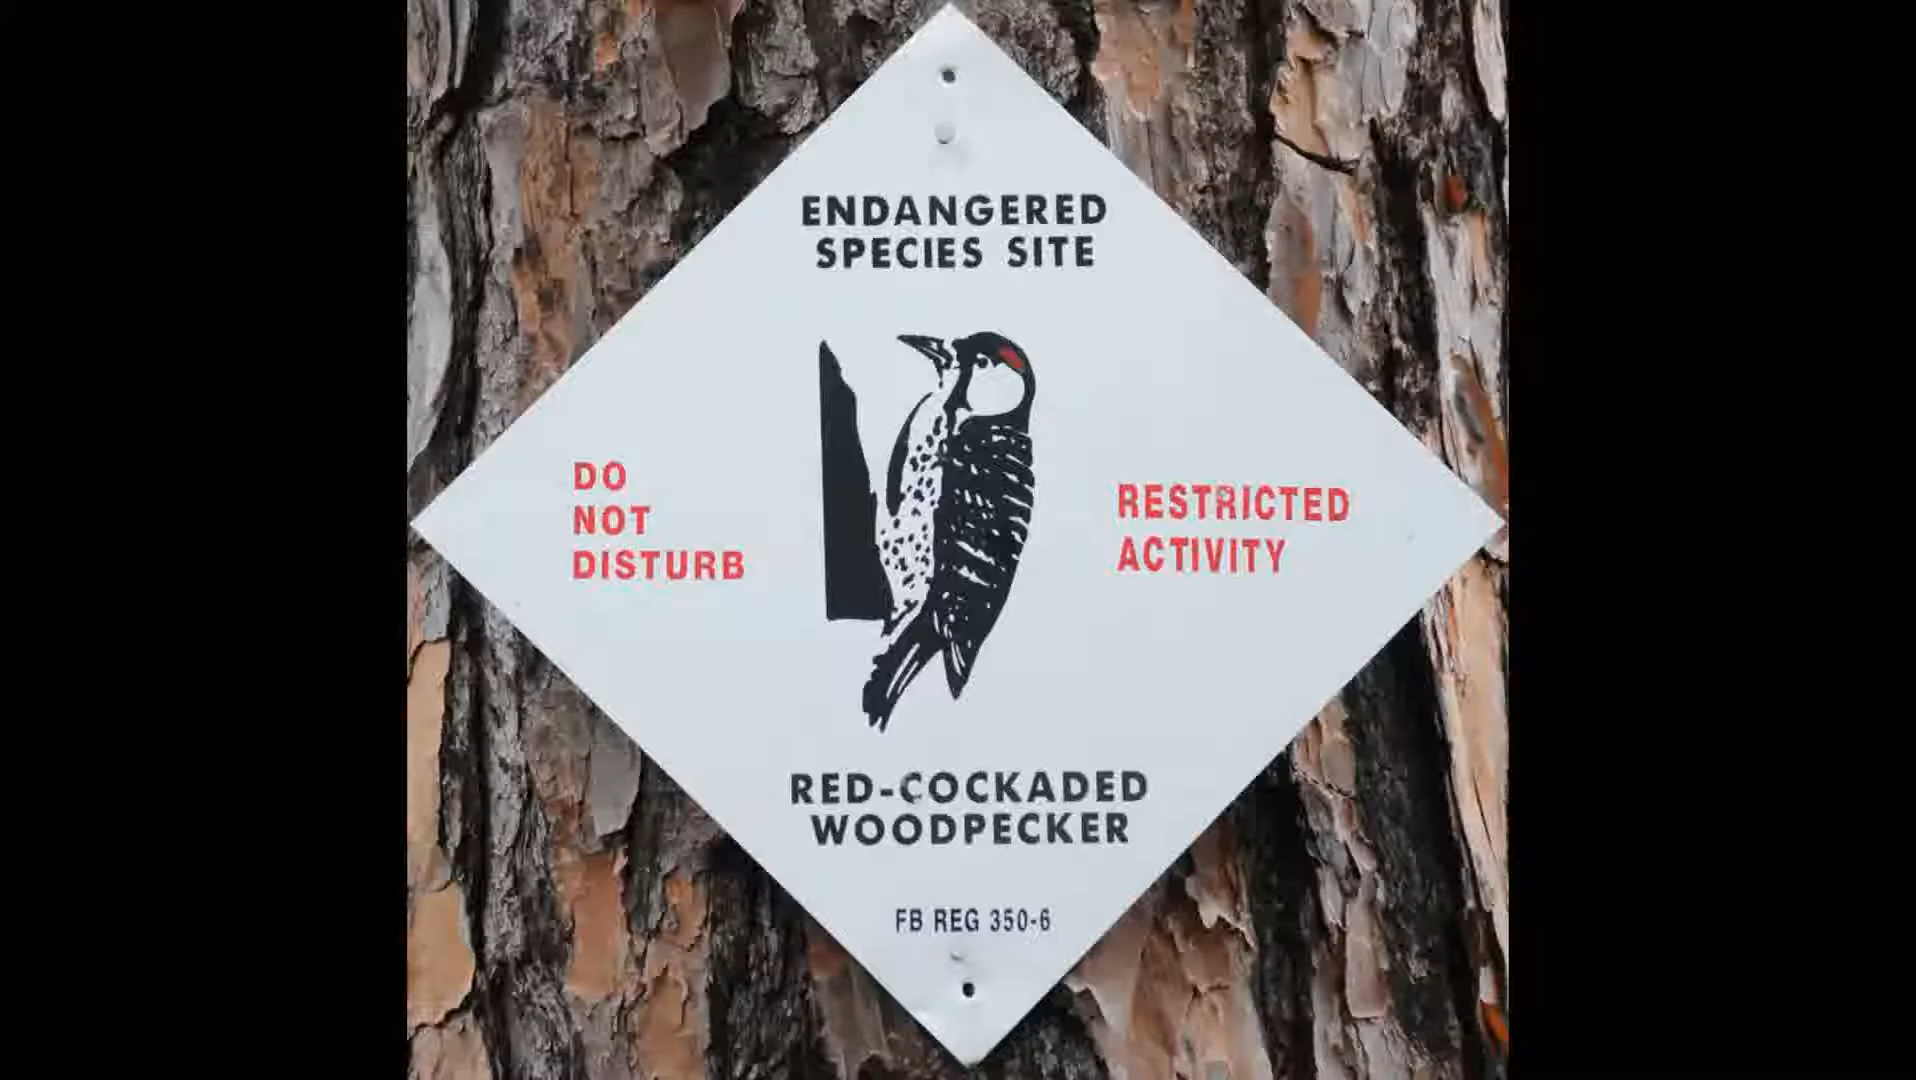 ENDANGERED
SPECIES SITE
DO
NOT
DISTURB
RESTRICTED
ACTIVITY
RED-COCKADED
WOODPECKER
FB REG 350-6